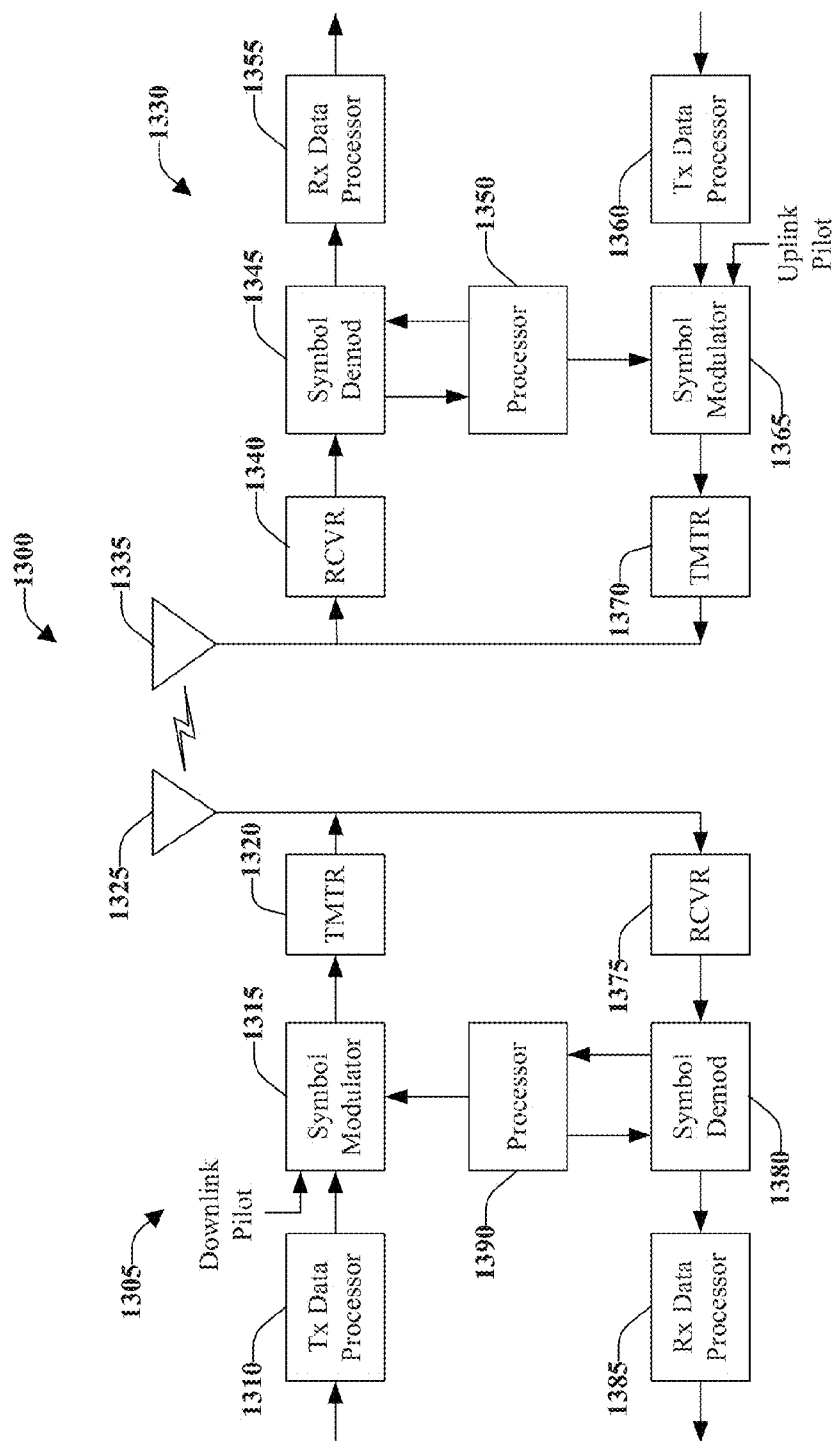 1300
1305
1330
1325
1335
1310
Tx Data
Processor
Downlink
Pilot
1315
Symbol
Modulator
1320
TMTR
1340
RCVR
1345
Symbol
Demod
1355
Rx Data
Processor
1390
Processor
1350
Processor
1385
Rx Data
Processor
1380
Symbol
Demod
1375
RCVR
1370
TMTR
1365
Symbol
Modulator
1360
Tx Data
Processor
Uplink
Pilot